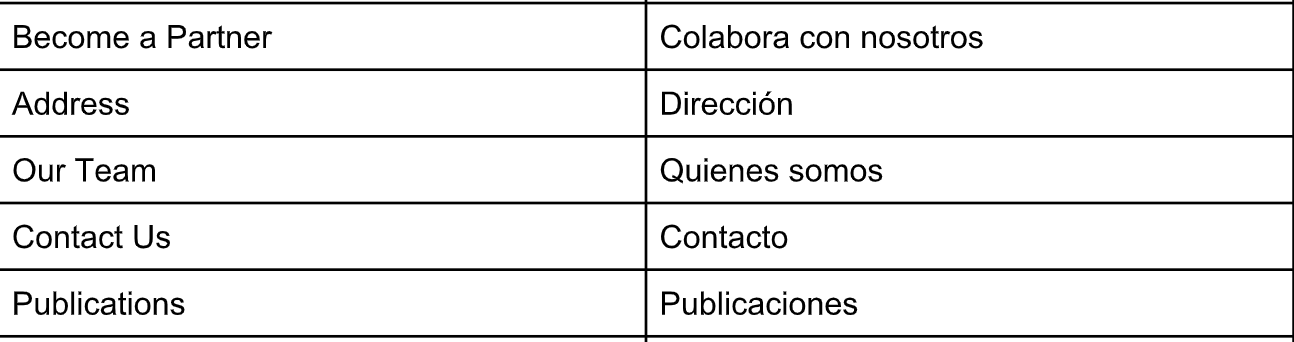 Become a Partner	Colabora con nosotros
Address	Dirección
Our Team	Quienes somos
Contact Us	Contacto
Publications	Publicaciones